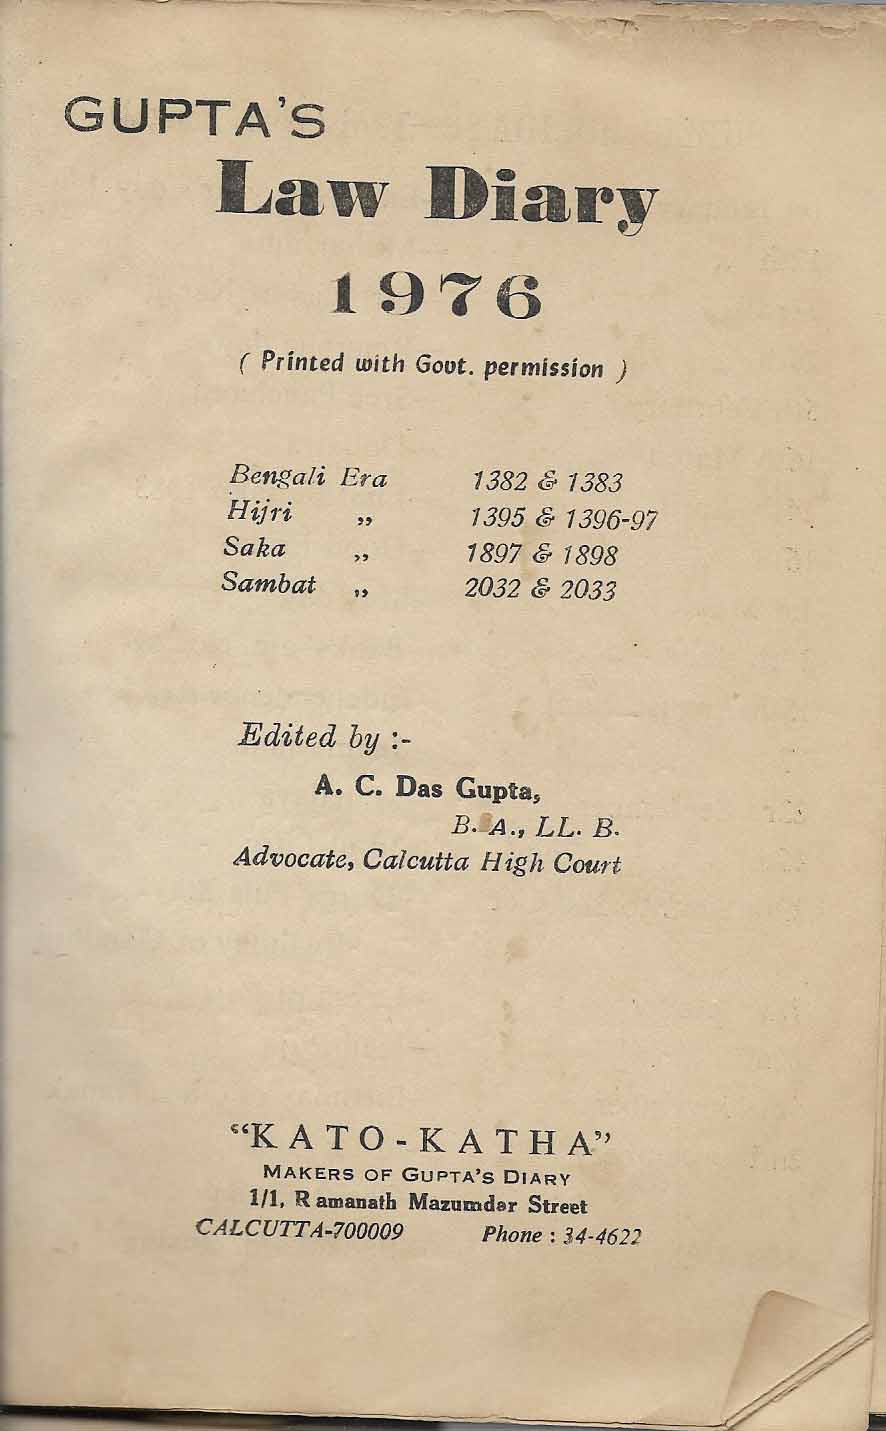 GUPTA'S
Law Diary
1976
( Printed with Govt. permission )
Bengali Era 1382 & 1383
Hijri ,, 1395 & 1396-97
Saka ,, 1897 & 1898
Sambat ,, 2032 & 2033
Edited by :-
A. C. Das Gupta,
B. A., LL. B.
Advocate, Calcutta High Court
"KATO-KATHA"
MAKERS OF GUPTA'S DIARY
1/1, Ramanath Mazumdar Street
CALCUTTA-700009 Phone : 34-4622